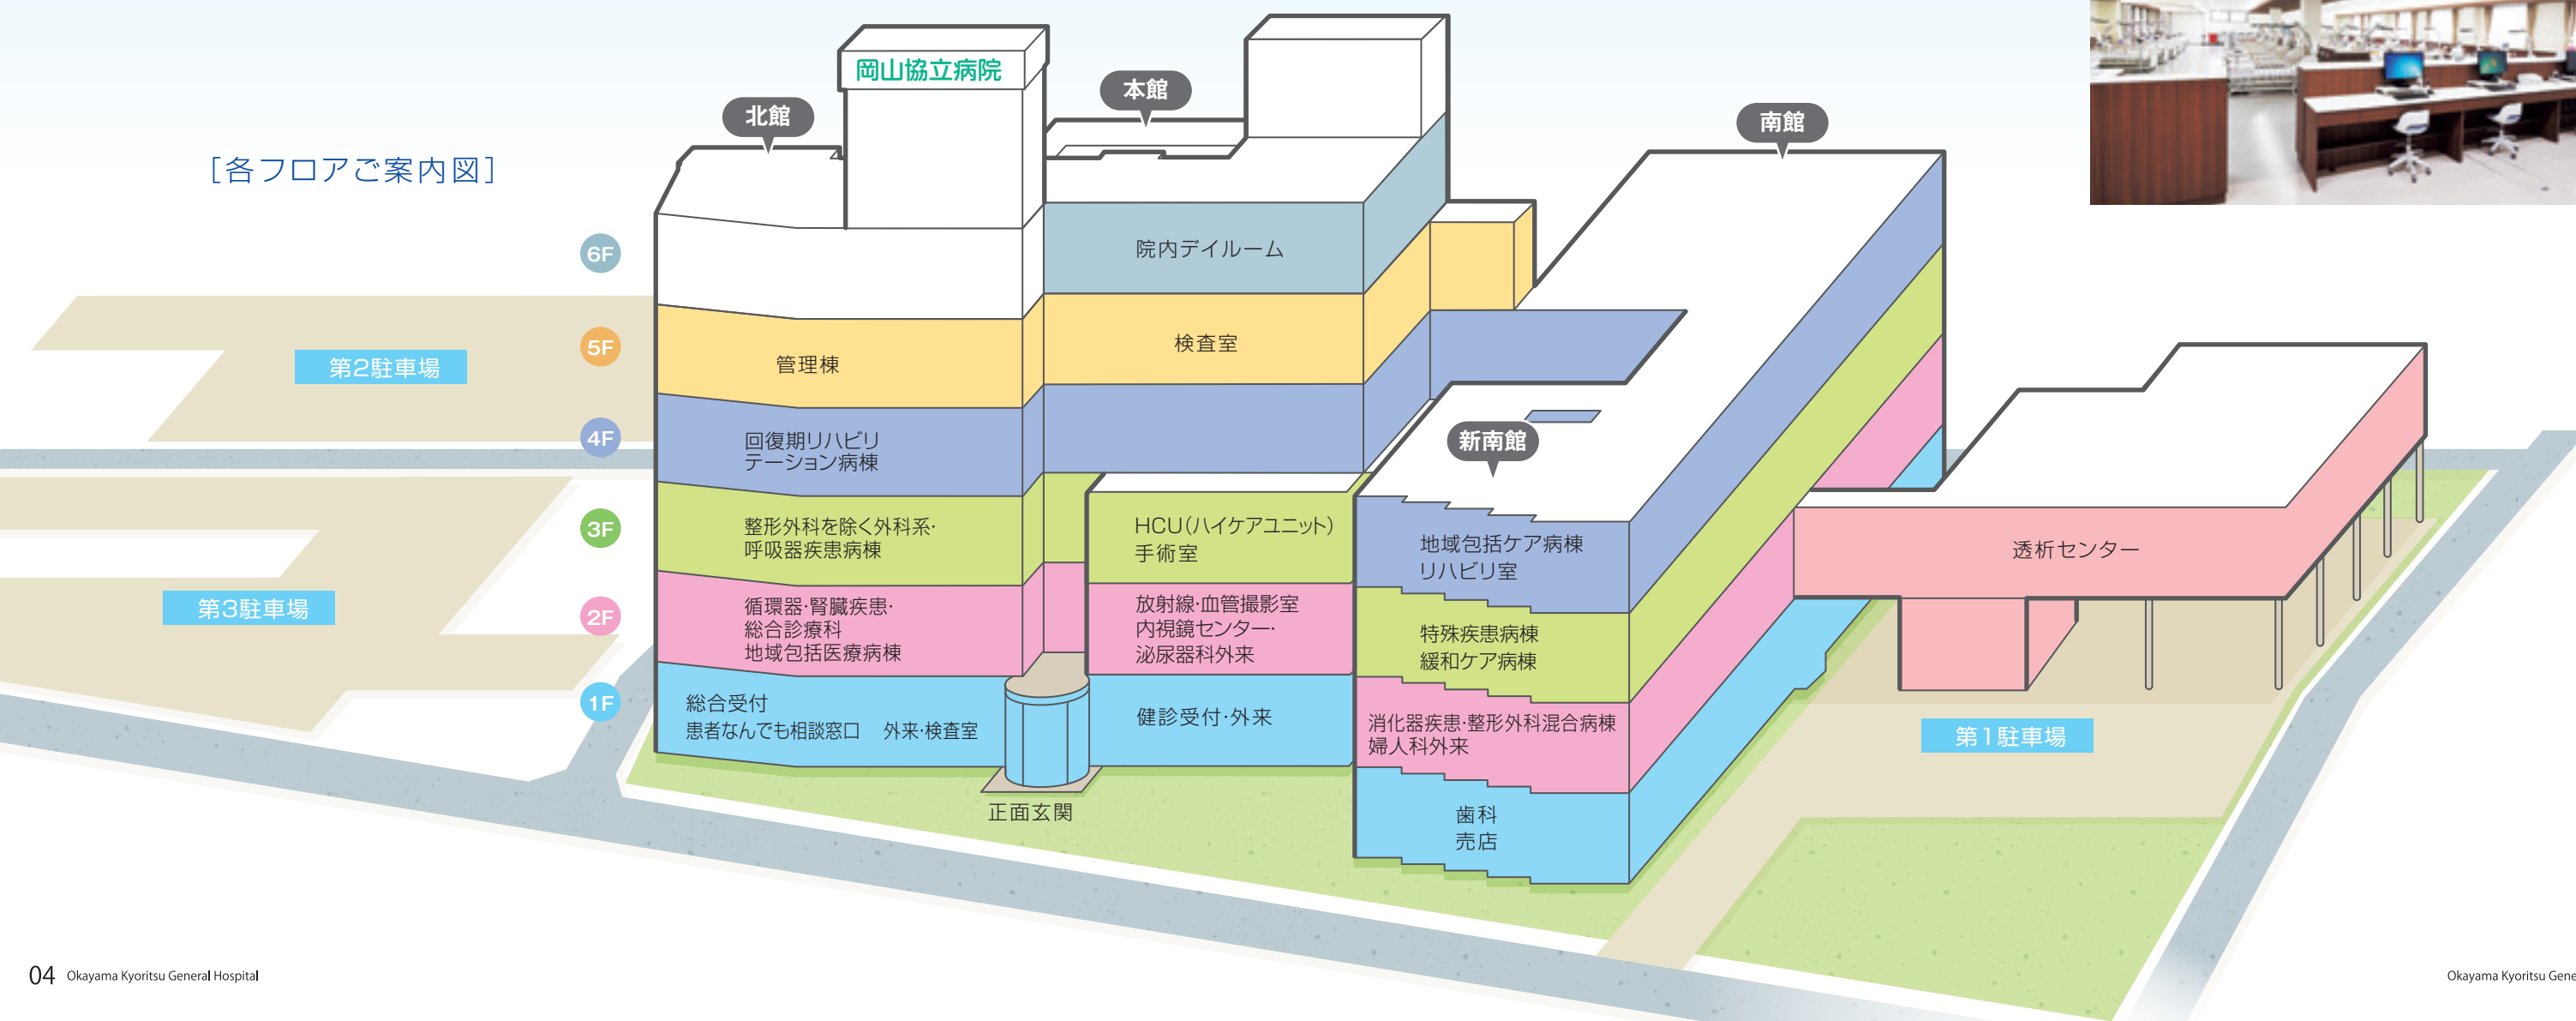 岡山協立病院
北館
本館
南館
［各フロアご案内図］
6F
院内デイルーム
5F
管理棟
検査室
第2駐車場
4F
回復期リハビリ
テーション病棟
新南館
3F
整形外科を除く外科系・
呼吸器疾患病棟
HCU（ハイケアユニット）
手術室
地域包括ケア病棟
リハビリ室
透析センター
第3駐車場
2F
循環器・腎臓疾患・
総合診療科
地域包括医療病棟
放射線・血管撮影室
内視鏡センター・
泌尿器科外来
特殊疾患病棟
緩和ケア病棟
1F
総合受付
患者なんでも相談窓口　外来・検査室
健診受付・外来
消化器疾患・整形外科混合病棟
婦人科外来
第1駐車場
正面玄関
歯科
売店
04 Okayama Kyoritsu General Hospital
Okayama Kyoritsu Gene